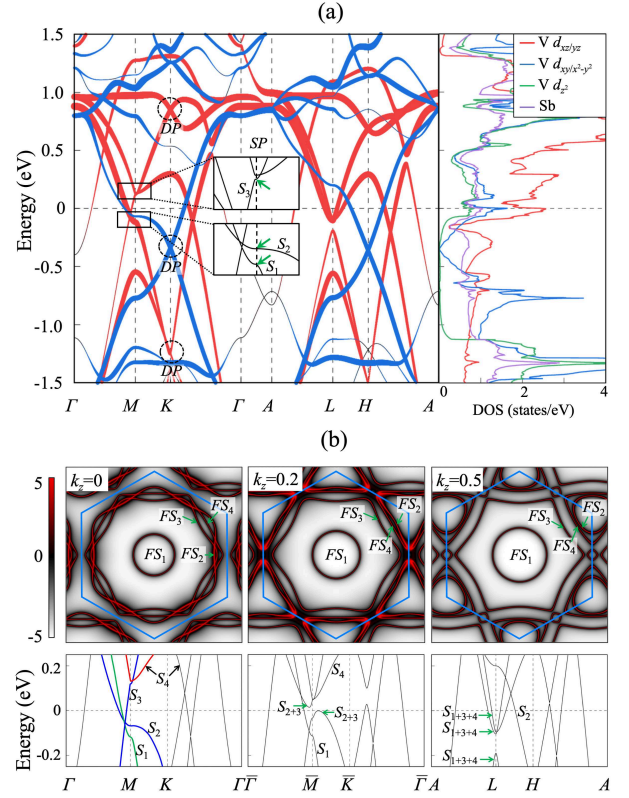 (a)
1.5
1.0
0.5
0
-0.5
-1.0
-1.5
Energy (eV)
DP
DP
DP
SP
S3
S2
S1
Γ M K Γ A L H A
V dxz/yz
V dxy/x²-y²
V dz²
Sb
0 2 4
DOS (states/eV)
(b)
5
0
-5
kz=0
FS4
FS3
FS2
FS1
kz=0.2
FS2
FS3
FS4
FS1
kz=0.5
FS2
FS3
FS4
FS1
0.2
0
-0.2
Energy (eV)
S4
S3
S2
S1
Γ M K Γ
S4
S2+3
S2+3
S1
Γ̅ M̅ K̅ Γ̅
S1+3+4
S1+3+4
S1+3+4
S2
A L H A